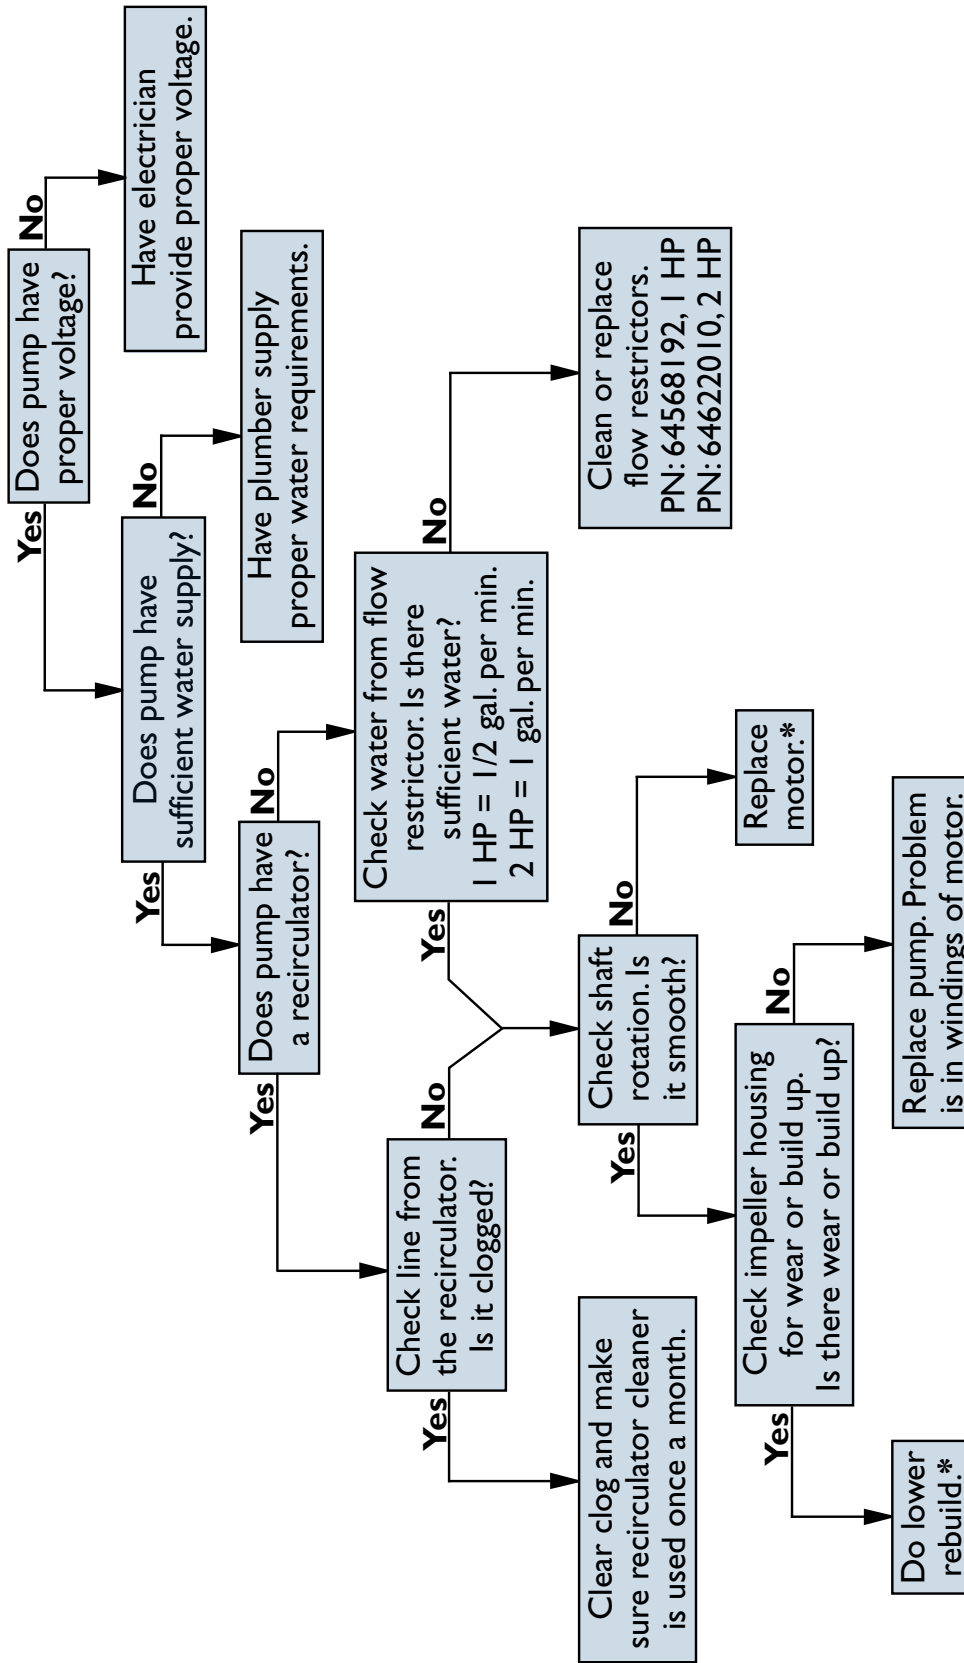 Does pump have
proper voltage?
Yes
No
Have electrician
provide proper voltage.
Does pump have
sufficient water supply?
Yes
No
Have plumber supply
proper water requirements.
Does pump have
a recirculator?
Yes
No
Check line from
the recirculator.
Is it clogged?
Yes
No
Check water from flow
restrictor. Is there
sufficient water?
1 HP = 1/2 gal. per min.
2 HP = 1 gal. per min.
Yes
No
Clear clog and make
sure recirculator cleaner
is used once a month.
Check shaft
rotation. Is
it smooth?
Yes
No
Clean or replace
flow restrictors.
PN: 64568192, 1 HP
PN: 64622010, 2 HP
Check impeller housing
for wear or build up.
Is there wear or build up?
Yes
No
Replace
motor.*
Do lower
rebuild.*
Replace pump. Problem
is in windings of motor.